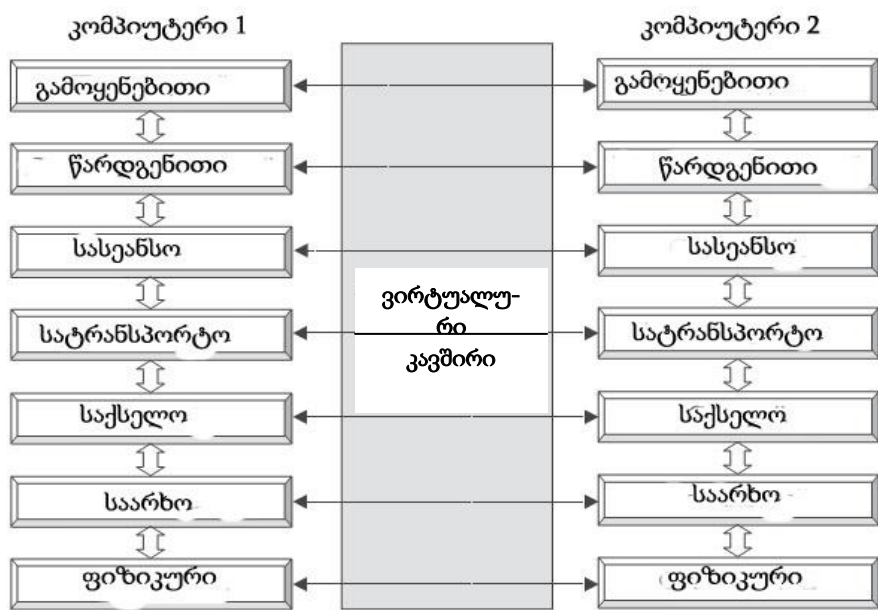 კომპიუტერი 1
კომპიუტერი 2
გამოყენებითი
გამოყენებითი
წარდგენითი
წარდგენითი
სასეანსო
სასეანსო
ვირტუალუ-
რი
კავშირი
სატრანსპორტო
სატრანსპორტო
საქსელო
საქსელო
საარხო
საარხო
ფიზიკური
ფიზიკური